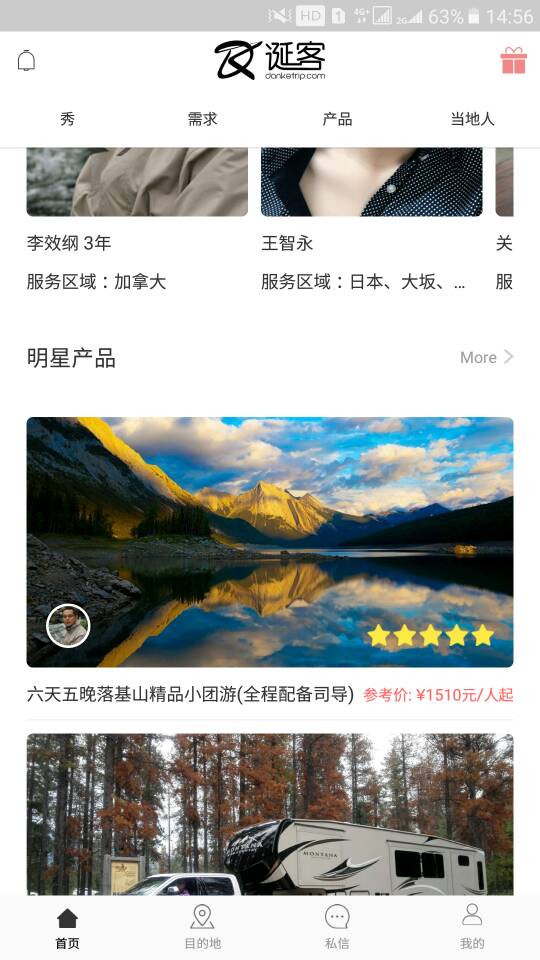 HD 1 4G+ 2G 63% 14:56
诞客
danketrip.com
秀 需求 产品 当地人
李效纲 3年 王智永 关
服务区域：加拿大 服务区域：日本、大坂、... 服
明星产品 More
六天五晚落基山精品小团游(全程配备司导) 参考价: ¥1510元/人起
MONTANA MONTANA
首页 目的地 私信 我的